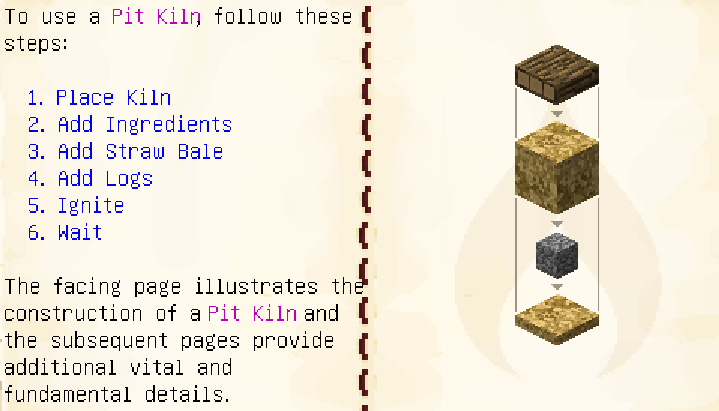 To use a Pit Kiln, follow these
steps:
1. Place Kiln
2. Add Ingredients
3. Add Straw Bale
4. Add Logs
5. Ignite
6. Wait
The facing page illustrates the
construction of a Pit Kiln and
the subsequent pages provide
additional vital and
fundamental details.